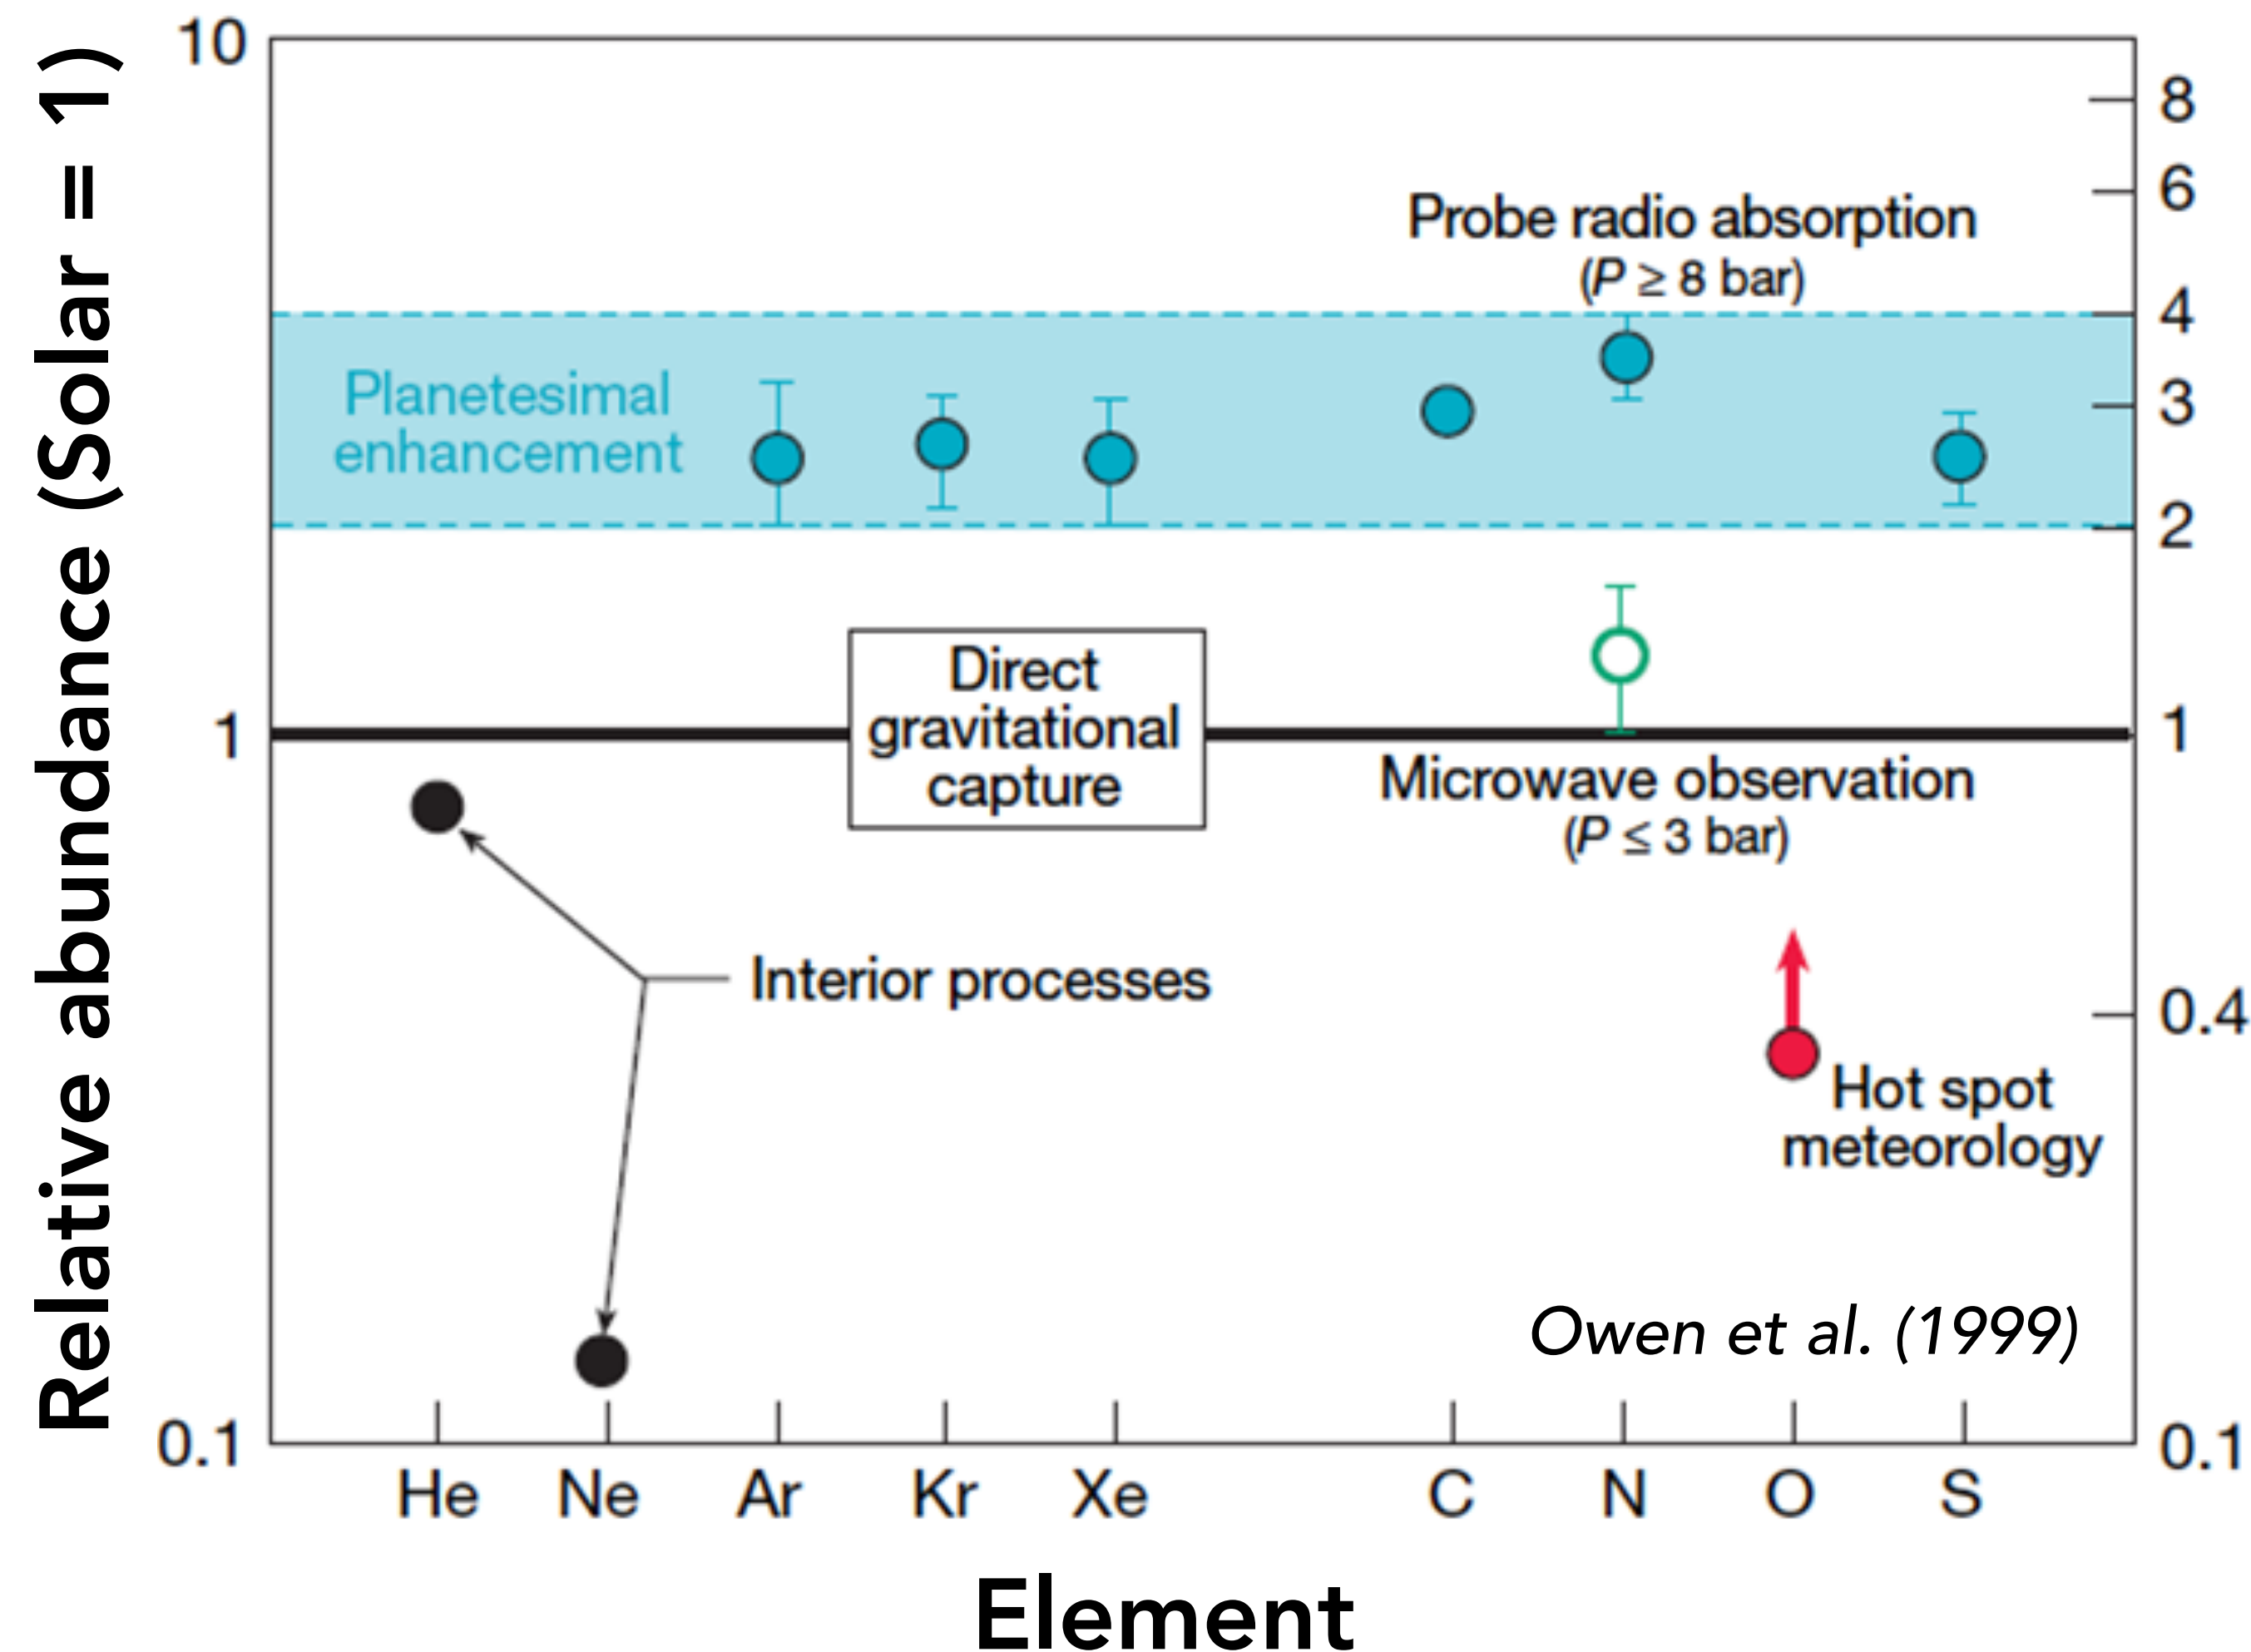 Relative abundance (Solar = 1)
10
1
0.1
8
6
4
3
2
1
0.4
0.1
Probe radio absorption
(P ≥ 8 bar)
Planetesimal
enhancement
Direct
gravitational
capture
Microwave observation
(P ≤ 3 bar)
Interior processes
Hot spot
meteorology
Owen et al. (1999)
He Ne Ar Kr Xe C N O S
Element